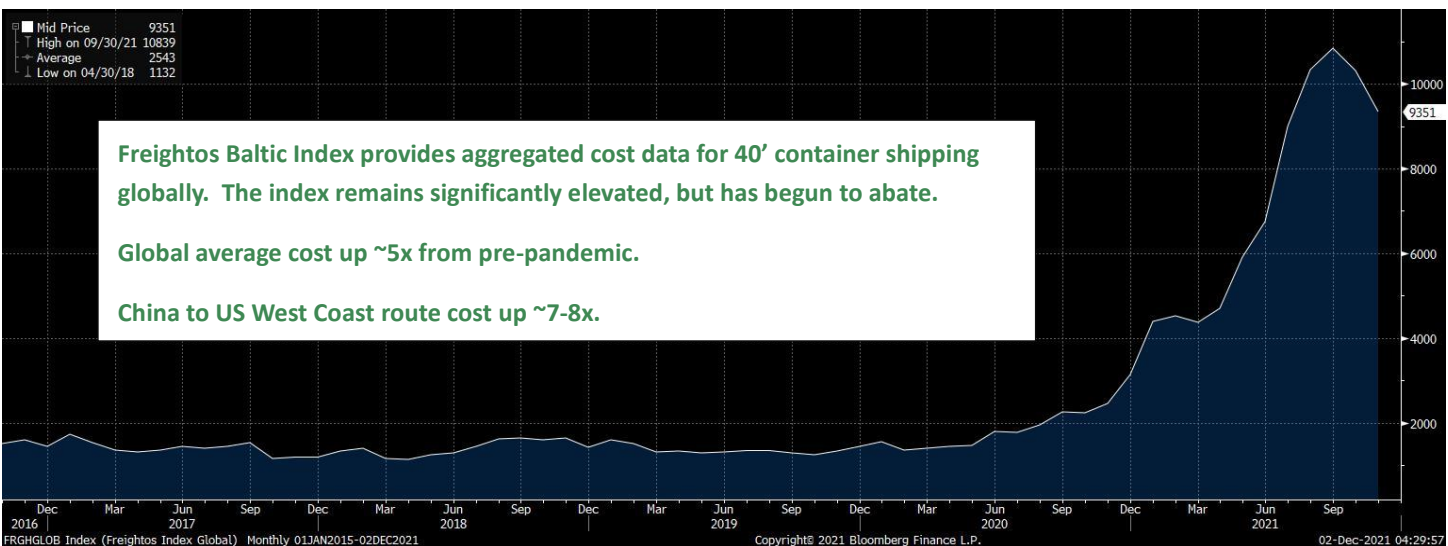 Mid Price 9351
High on 09/30/21 10839
Average 2543
Low on 04/30/18 1132
Freightos Baltic Index provides aggregated cost data for 40’ container shipping
globally. The index remains significantly elevated, but has begun to abate.
Global average cost up ~5x from pre-pandemic.
China to US West Coast route cost up ~7-8x.
10000
9351
8000
6000
4000
2000
Dec Mar Jun Sep Dec Mar Jun Sep Dec Mar Jun Sep Dec Mar Jun Sep Dec Mar Jun Sep
2016 2017 2018 2019 2020 2021
FRGHGLOB Index (Freightos Index Global) Monthly 01JAN2015-02DEC2021 Copyright© 2021 Bloomberg Finance L.P. 02-Dec-2021 04:29:57